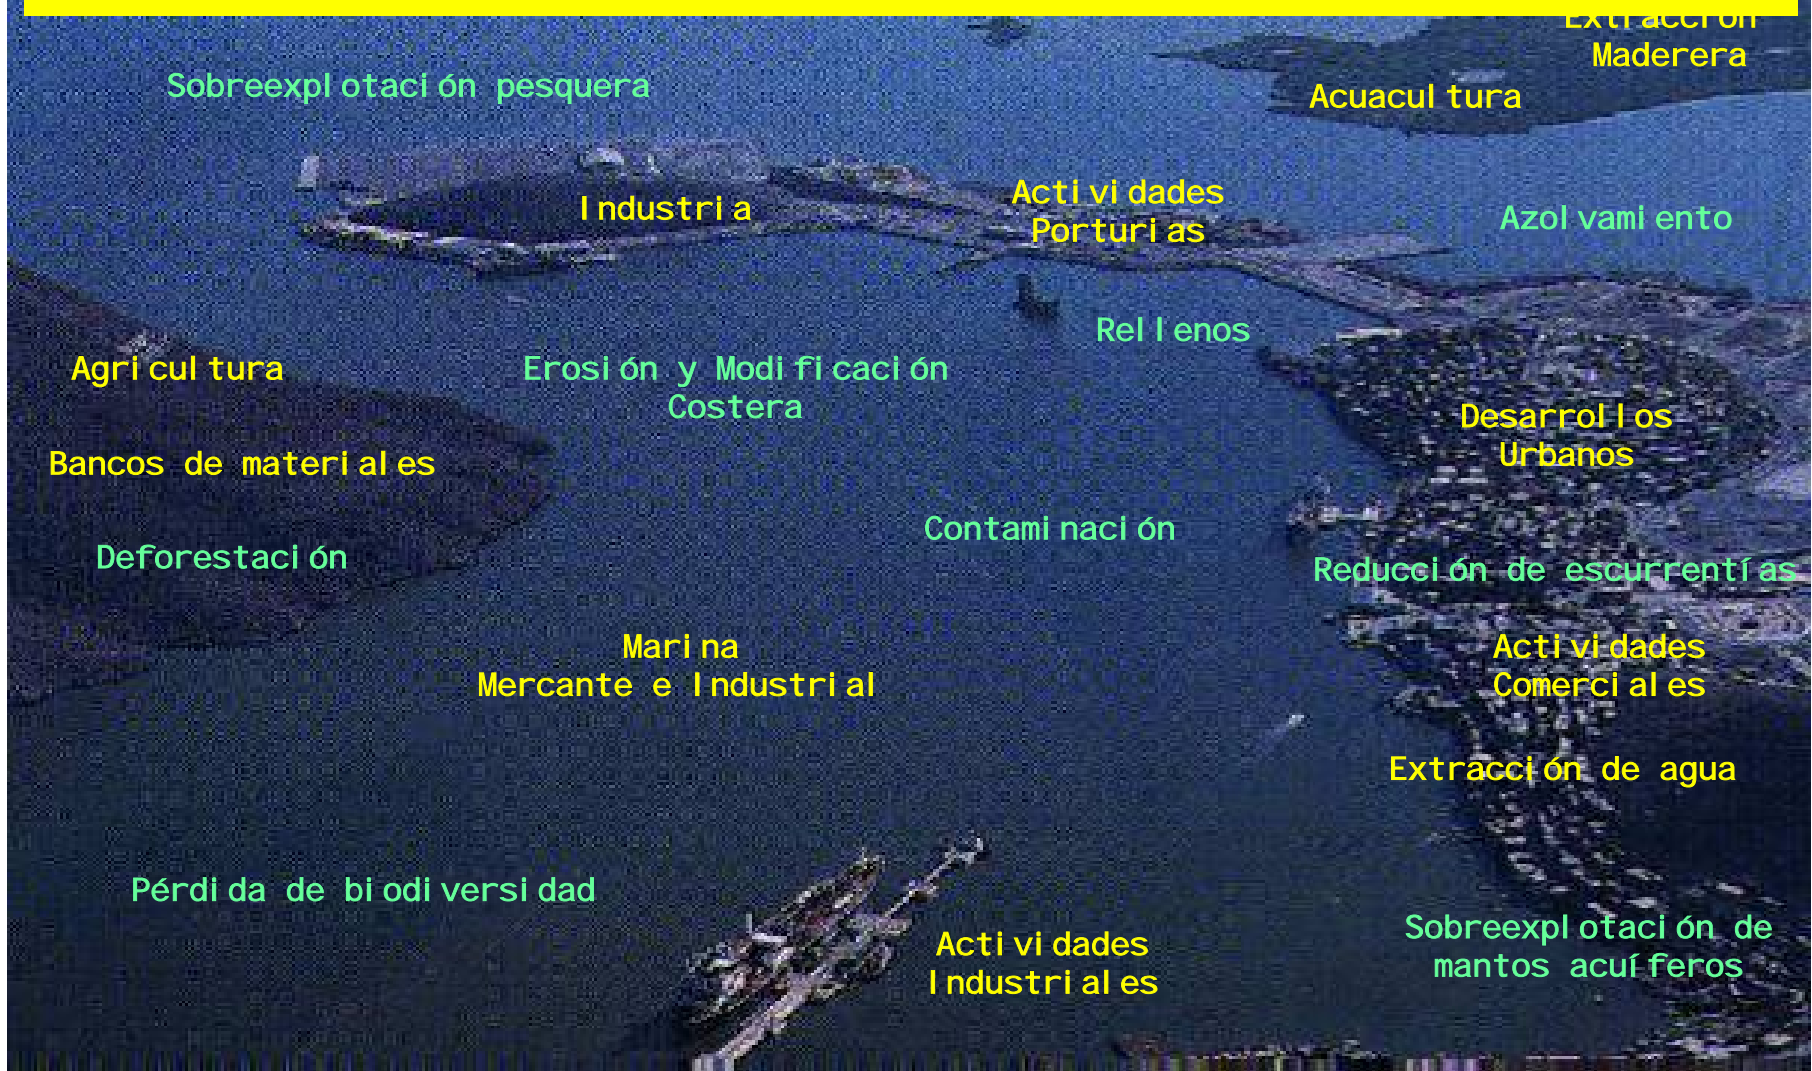 Extracción
Maderera
Sobreexplotación pesquera
Acuacultura
Industria
Actividades
Porturias
Azolvamiento
Rellenos
Agricultura
Erosión y Modificación
Costera
Desarrollos
Urbanos
Bancos de materiales
Contaminación
Deforestación
Reducción de escurrentías
Marina
Mercante e Industrial
Actividades
Comerciales
Extracción de agua
Pérdida de biodiversidad
Sobreexplotación de
mantos acuíferos
Actividades
Industriales